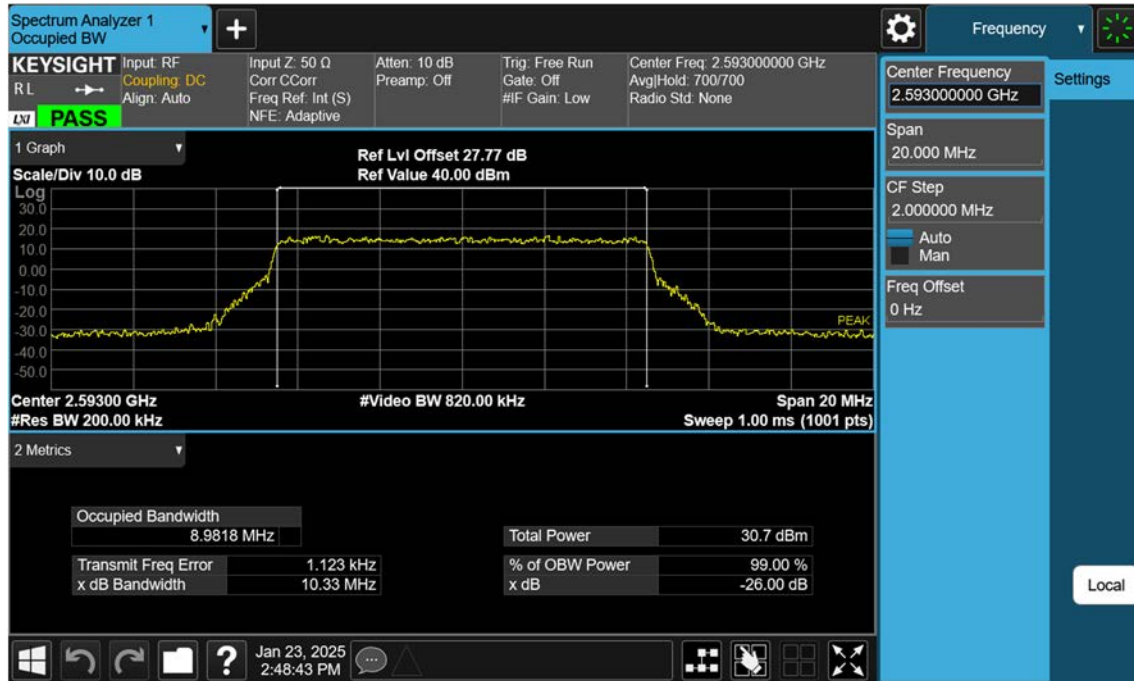 Spectrum Analyzer 1
Occupied BW
+
Frequency
KEYSIGHT
RL
LXI PASS
Input: RF
Coupling: DC
Align: Auto
Input Z: 50 Ω
Corr CCorr
Freq Ref: Int (S)
NFE: Adaptive
Atten: 10 dB
Preamp: Off
Trig: Free Run
Gate: Off
#IF Gain: Low
Center Freq: 2.593000000 GHz
Avg|Hold: 700/700
Radio Std: None
Center Frequency
2.593000000 GHz
Settings
Span
20.000 MHz
CF Step
2.000000 MHz
Auto
Man
Freq Offset
0 Hz
Local
1 Graph
Scale/Div 10.0 dB
Ref Lvl Offset 27.77 dB
Ref Value 40.00 dBm
Log
30.0
20.0
10.0
0.00
-10.0
-20.0
-30.0
-40.0
-50.0
PEAK
Center 2.59300 GHz
#Video BW 820.00 kHz
Span 20 MHz
#Res BW 200.00 kHz
Sweep 1.00 ms (1001 pts)
2 Metrics
Occupied Bandwidth
8.9818 MHz
Total Power 30.7 dBm
Transmit Freq Error 1.123 kHz
% of OBW Power 99.00 %
x dB Bandwidth 10.33 MHz
x dB -26.00 dB
?
Jan 23, 2025
2:48:43 PM